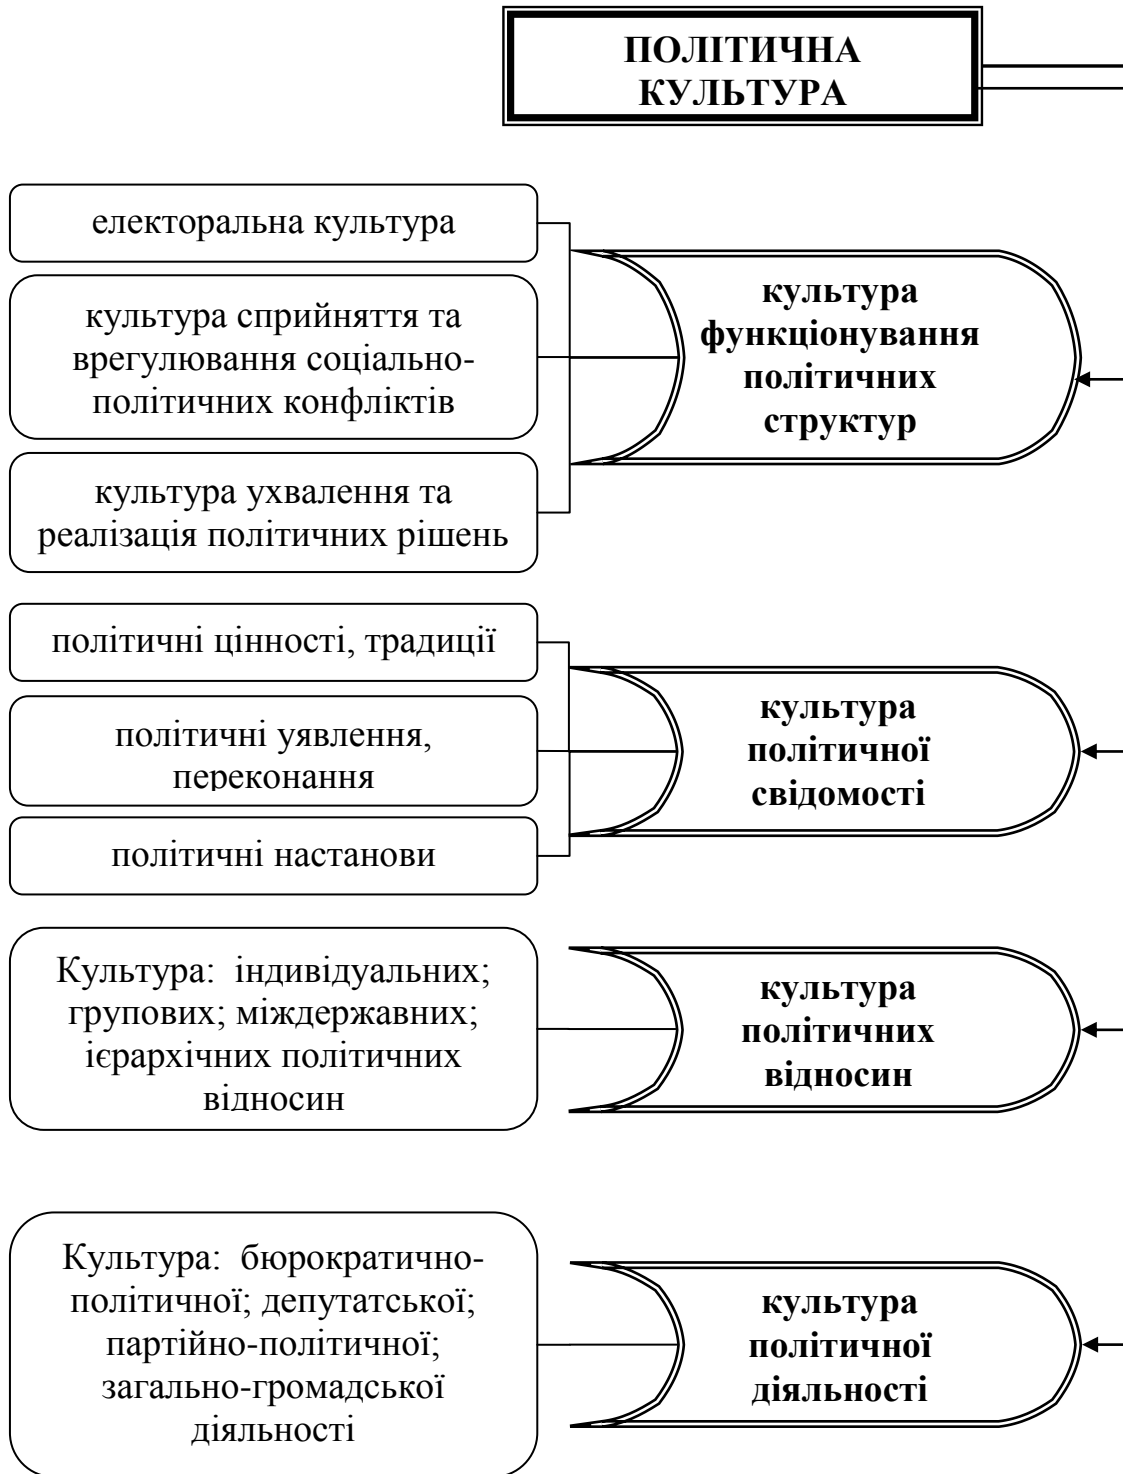 ПОЛІТИЧНА
КУЛЬТУРА
електоральна культура
культура сприйняття та
врегулювання соціально-
політичних конфліктів
культура ухвалення та
реалізація політичних рішень
культура
функціонування
політичних
структур
політичні цінності, традиції
політичні уявлення,
переконання
політичні настанови
культура
політичної
свідомості
Культура: індивідуальних;
групових; міждержавних;
ієрархічних політичних
відносин
культура
політичних
відносин
Культура: бюрократично-
політичної; депутатської;
партійно-політичної;
загально-громадської
діяльності
культура
політичної
діяльності